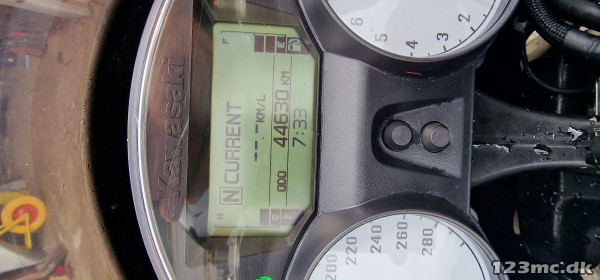 Kawasaki
N CURRENT
--.- KM/L
ODO 44630 KM
7:33
F
E
H
C
6
5
4
3
2
200
220
240
260
280
123mc.dk